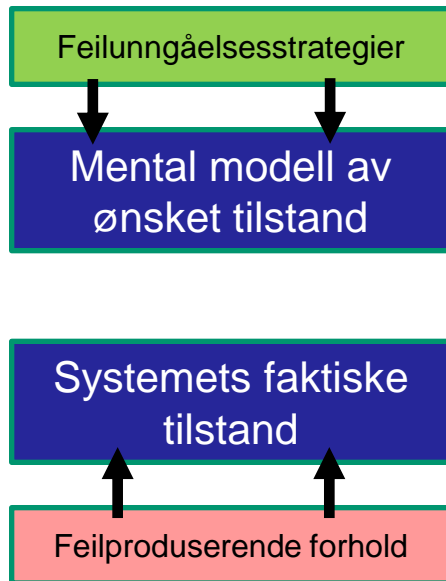 Feilunngåelsesstrategier
Mental modell av
ønsket tilstand
Systemets faktiske
tilstand
Feilproduserende forhold